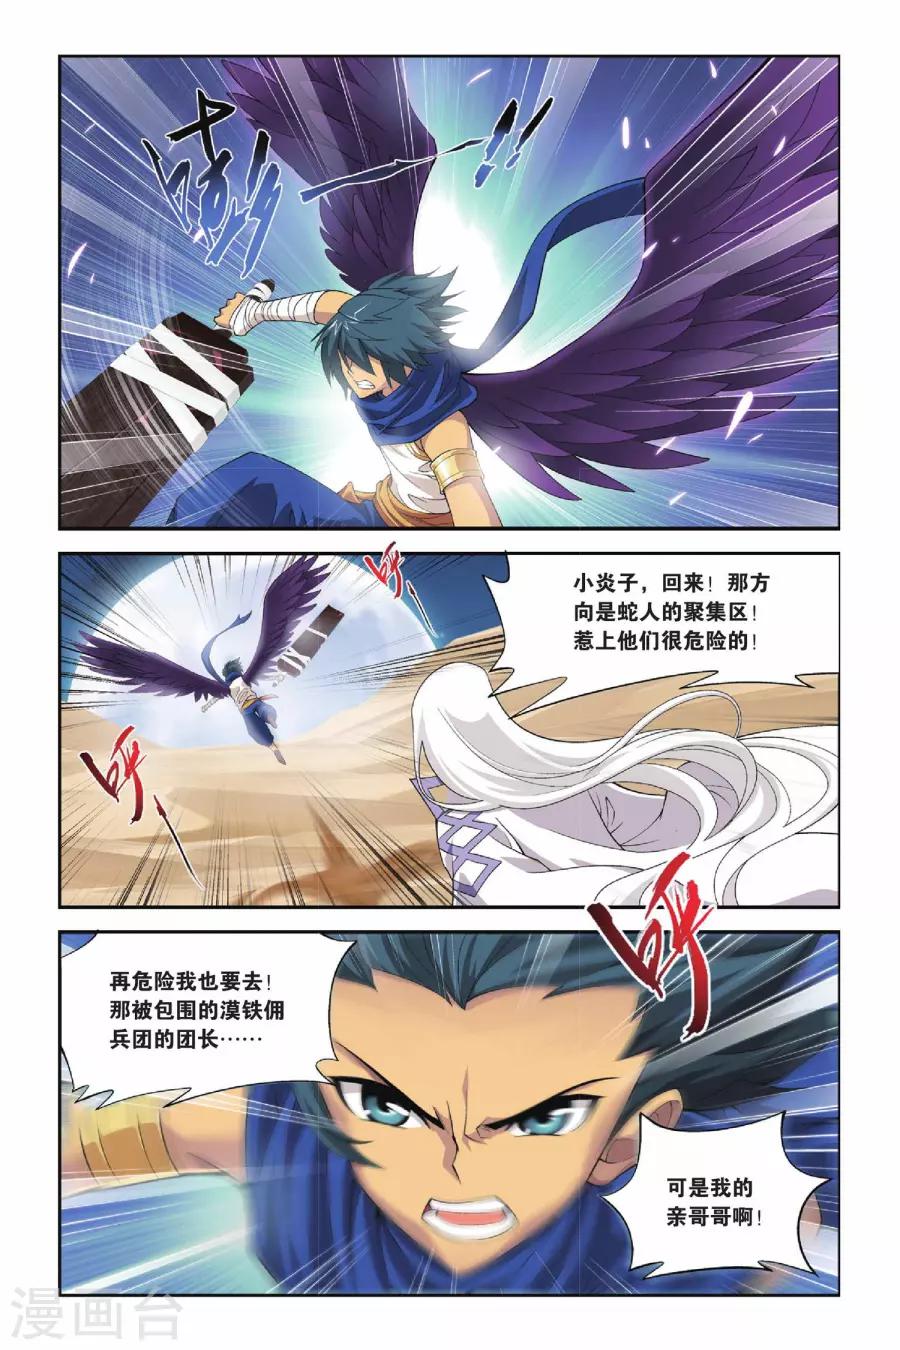 嘭——!!
呼
呼
小炎子，回来！那方
向是蛇人的聚集区！
惹上他们很危险的！
呼
再危险我也要去！
那被包围的漠铁佣
兵团的团长……
可是我的
亲哥哥啊！
漫画台